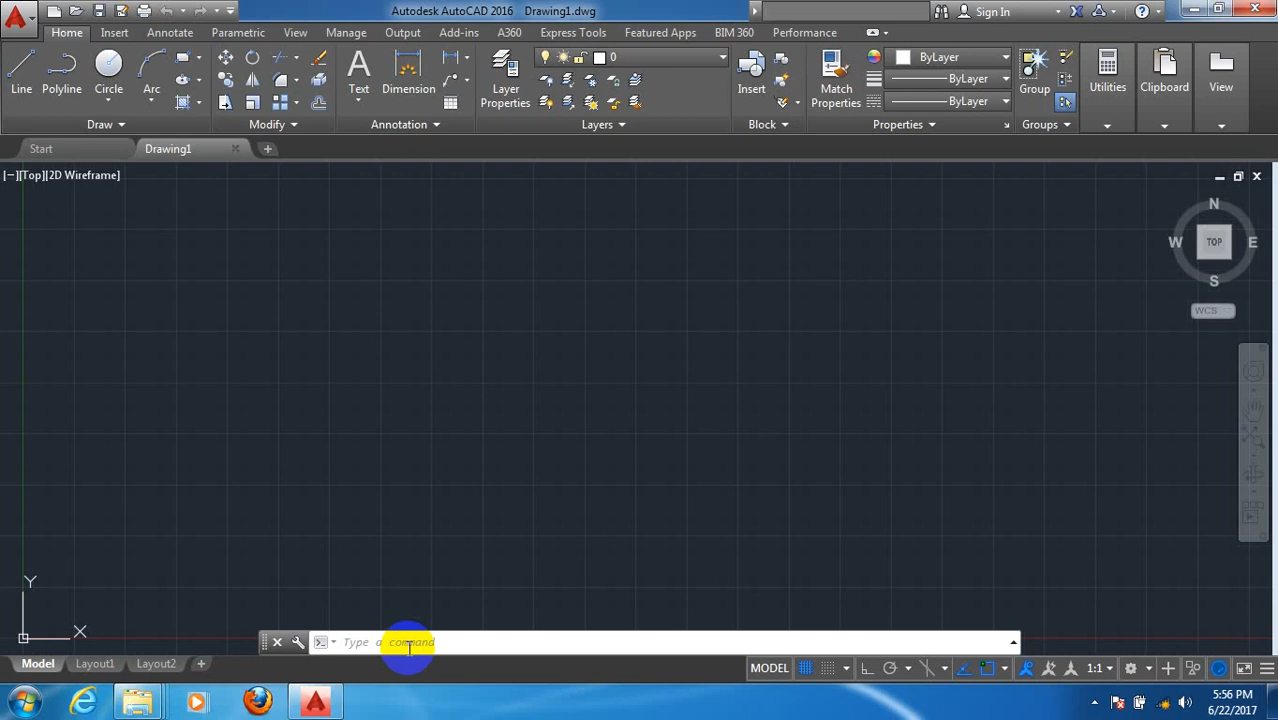 Autodesk AutoCAD 2016 Drawing1.dwg
Sign In
Home Insert Annotate Parametric View Manage Output Add-ins A360 Express Tools Featured Apps BIM 360 Performance
Line Polyline Circle Arc
Draw
Modify
Text Dimension
Annotation
Layer Properties
0
Layers
Insert
Block
Match Properties
ByLayer
ByLayer
ByLayer
Properties
Group
Groups
Utilities
Clipboard
View
Start
Drawing1
[−][Top][2D Wireframe]
N
W TOP E
S
WCS
Y
X
Type a command
Model Layout1 Layout2
MODEL
1:1
5:56 PM
6/22/2017